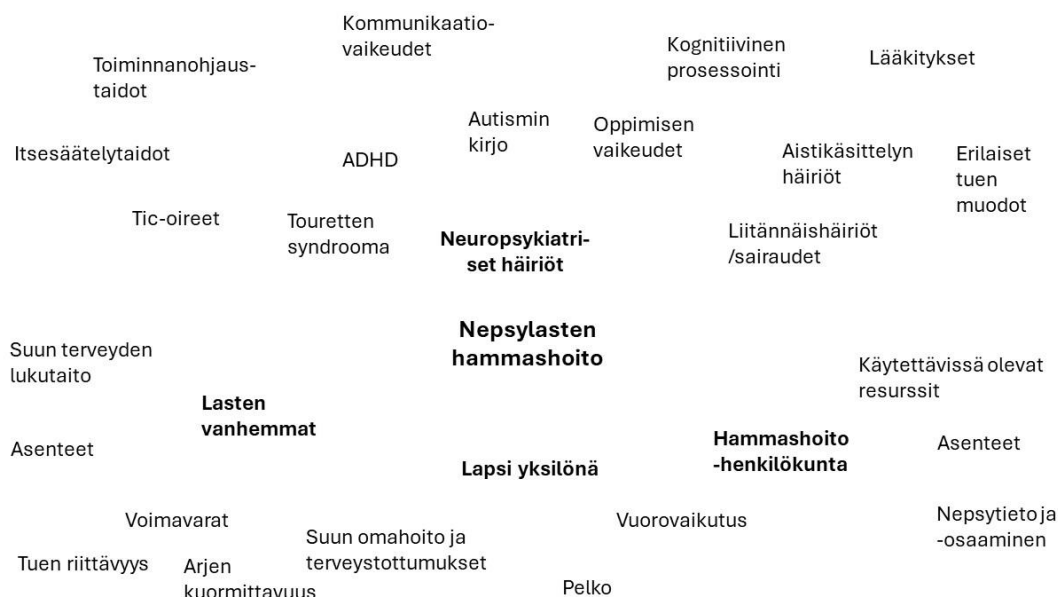 Kommunikaatio-
vaikeudet
Toiminnanohjaus-
taidot
Kognitiivinen
prosessointi
Lääkitykset
Itsesäätelytaidot
ADHD
Autismin
kirjo
Oppimisen
vaikeudet
Aistikäsittelyn
häiriöt
Erilaiset
tuen
muodot
Tic-oireet
Touretten
syndrooma
Neuropsykiatri-
set häiriöt
Liitännäishäiriöt
/sairaudet
Nepsylasten
hammashoito
Suun terveyden
lukutaito
Lasten
vanhemmat
Asenteet
Käytettävissä olevat
resurssit
Hammashoito
-henkilökunta
Asenteet
Lapsi yksilönä
Voimavarat
Tuen riittävyys
Arjen
kuormittavuus
Suun omahoito ja
terveystottumukset
Vuorovaikutus
Pelko
Nepsytieto ja
-osaaminen